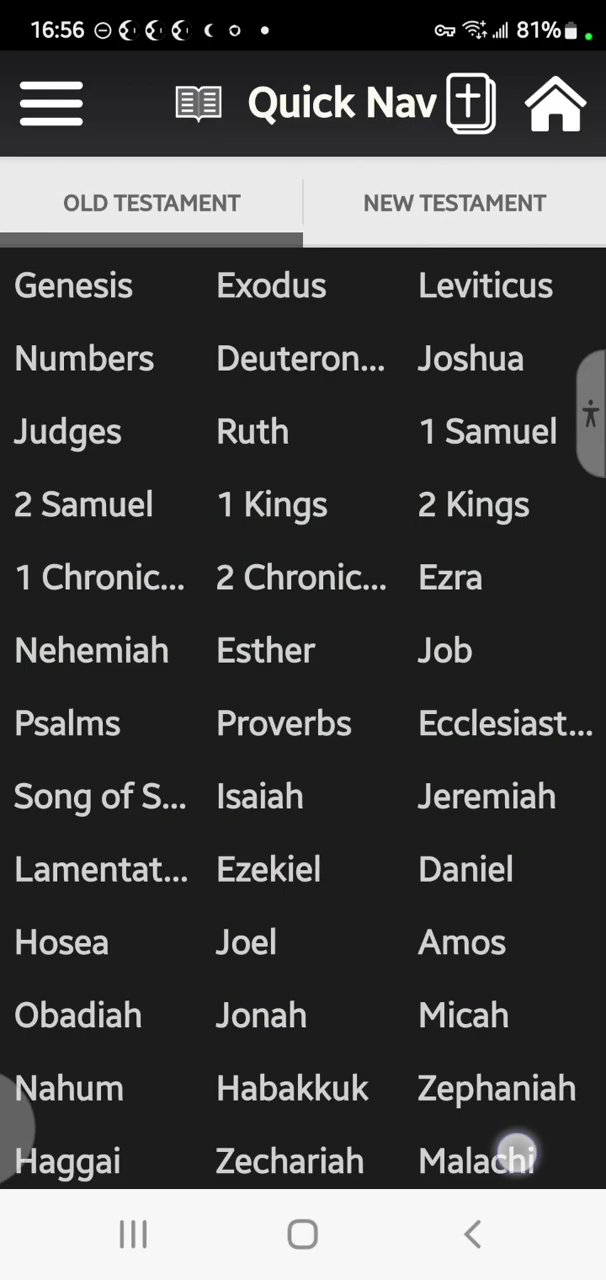 16:56 81%
Quick Nav
OLD TESTAMENT NEW TESTAMENT
Genesis Exodus Leviticus
Numbers Deuteron... Joshua
Judges Ruth 1 Samuel
2 Samuel 1 Kings 2 Kings
1 Chronic... 2 Chronic... Ezra
Nehemiah Esther Job
Psalms Proverbs Ecclesiast...
Song of S... Isaiah Jeremiah
Lamentat... Ezekiel Daniel
Hosea Joel Amos
Obadiah Jonah Micah
Nahum Habakkuk Zephaniah
Haggai Zechariah Malachi